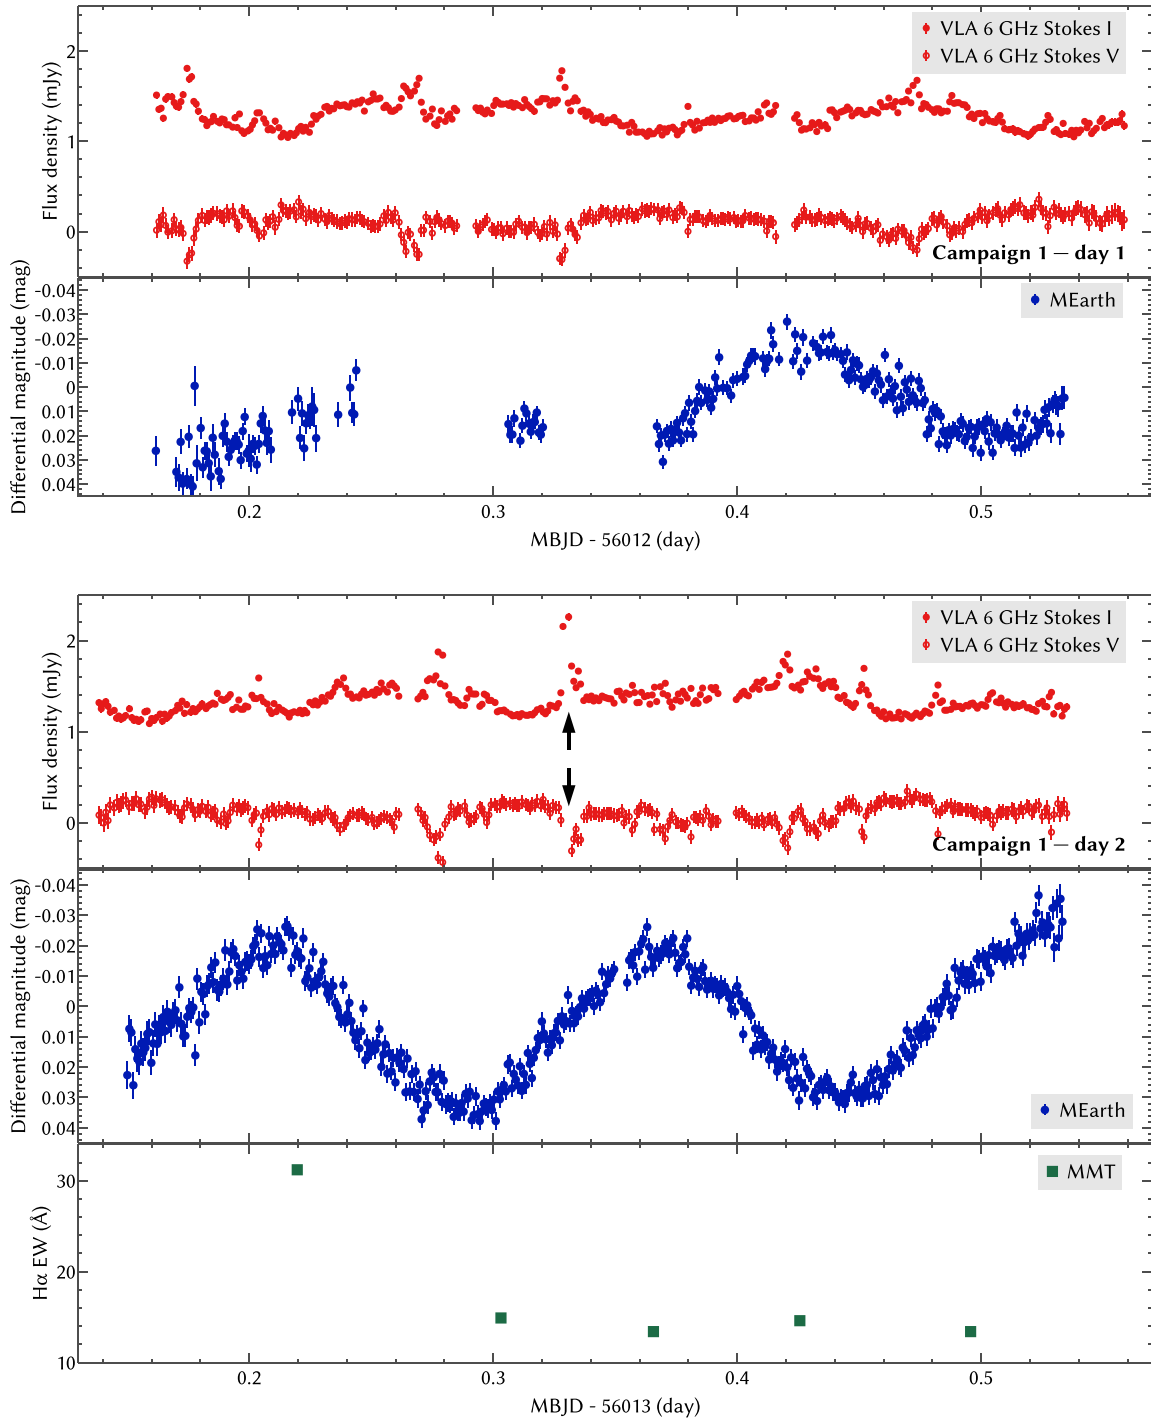 VLA 6 GHz Stokes I
VLA 6 GHz Stokes V
2
1
0
Flux density (mJy)
Campaign 1 — day 1
MEarth
-0.04
-0.03
-0.02
-0.01
0
0.01
0.02
0.03
0.04
Differential magnitude (mag)
0.2 0.3 0.4 0.5
MBJD - 56012 (day)
VLA 6 GHz Stokes I
VLA 6 GHz Stokes V
2
1
0
Flux density (mJy)
Campaign 1 — day 2
-0.04
-0.03
-0.02
-0.01
0
0.01
0.02
0.03
0.04
Differential magnitude (mag)
MEarth
MMT
30
20
10
Hα EW (Å)
0.2 0.3 0.4 0.5
MBJD - 56013 (day)